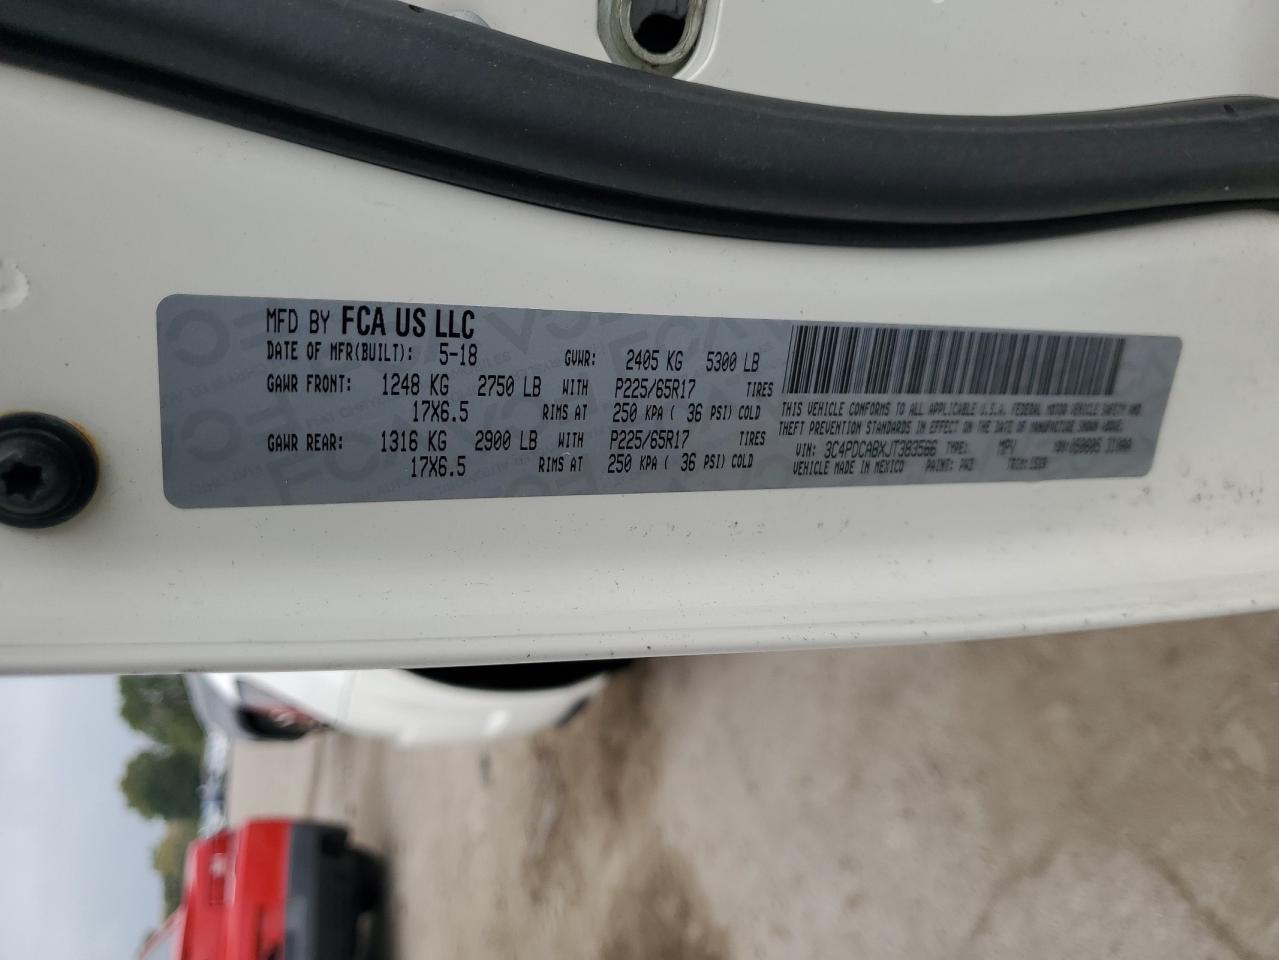 MFD BY FCA US LLC
DATE OF MFR(BUILT): 5-18 GVWR: 2405 KG 5300 LB
GAWR FRONT: 1248 KG 2750 LB WITH P225/65R17 TIRES
17X6.5 RIMS AT 250 KPA ( 36 PSI) COLD
GAWR REAR: 1316 KG 2900 LB WITH P225/65R17 TIRES
17X6.5 RIMS AT 250 KPA ( 36 PSI) COLD
THIS VEHICLE CONFORMS TO ALL APPLICABLE U.S.A. FEDERAL MOTOR VEHICLE SAFETY AND
THEFT PREVENTION STANDARDS IN EFFECT ON THE DATE OF MANUFACTURE SHOWN ABOVE.
VIN: 3C4PDCABXJT383566 TYPE: MPV
VEHICLE MADE IN MEXICO PAINT: PW3 TRIM: